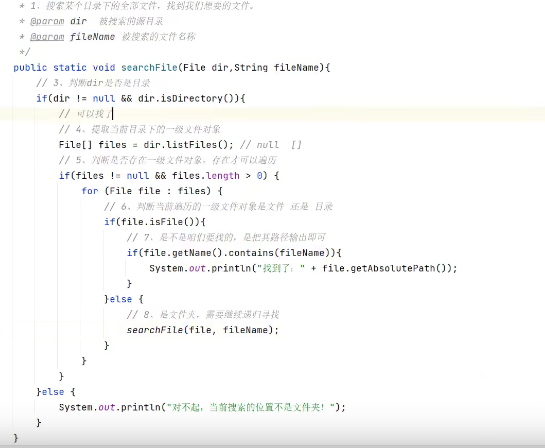 * 1、搜索某个目录下的全部文件，找到我们想要的文件。
* @param dir  被搜索的源目录
* @param fileName 被搜索的文件名称
*/
public static void searchFile(File dir,String fileName){
// 3、判断dir是否是目录
if(dir != null && dir.isDirectory()){
// 可以找了
// 4、提取当前目录下的一级文件对象
File[] files = dir.listFiles(); // null  []
// 5、判断是否存在一级文件对象，存在才可以遍历
if(files != null && files.length > 0) {
for (File file : files) {
// 6、判断当前遍历的一级文件对象是文件 还是 目录
if(file.isFile()){
// 7、是不是咱们要找的，是把其路径输出即可
if(file.getName().contains(fileName)){
System.out.println("找到了：" + file.getAbsolutePath());
}
}else {
// 8、是文件夹，需要继续递归寻找
searchFile(file, fileName);
}
}
}
}else {
System.out.println("对不起，当前搜索的位置不是文件夹！");
}
}